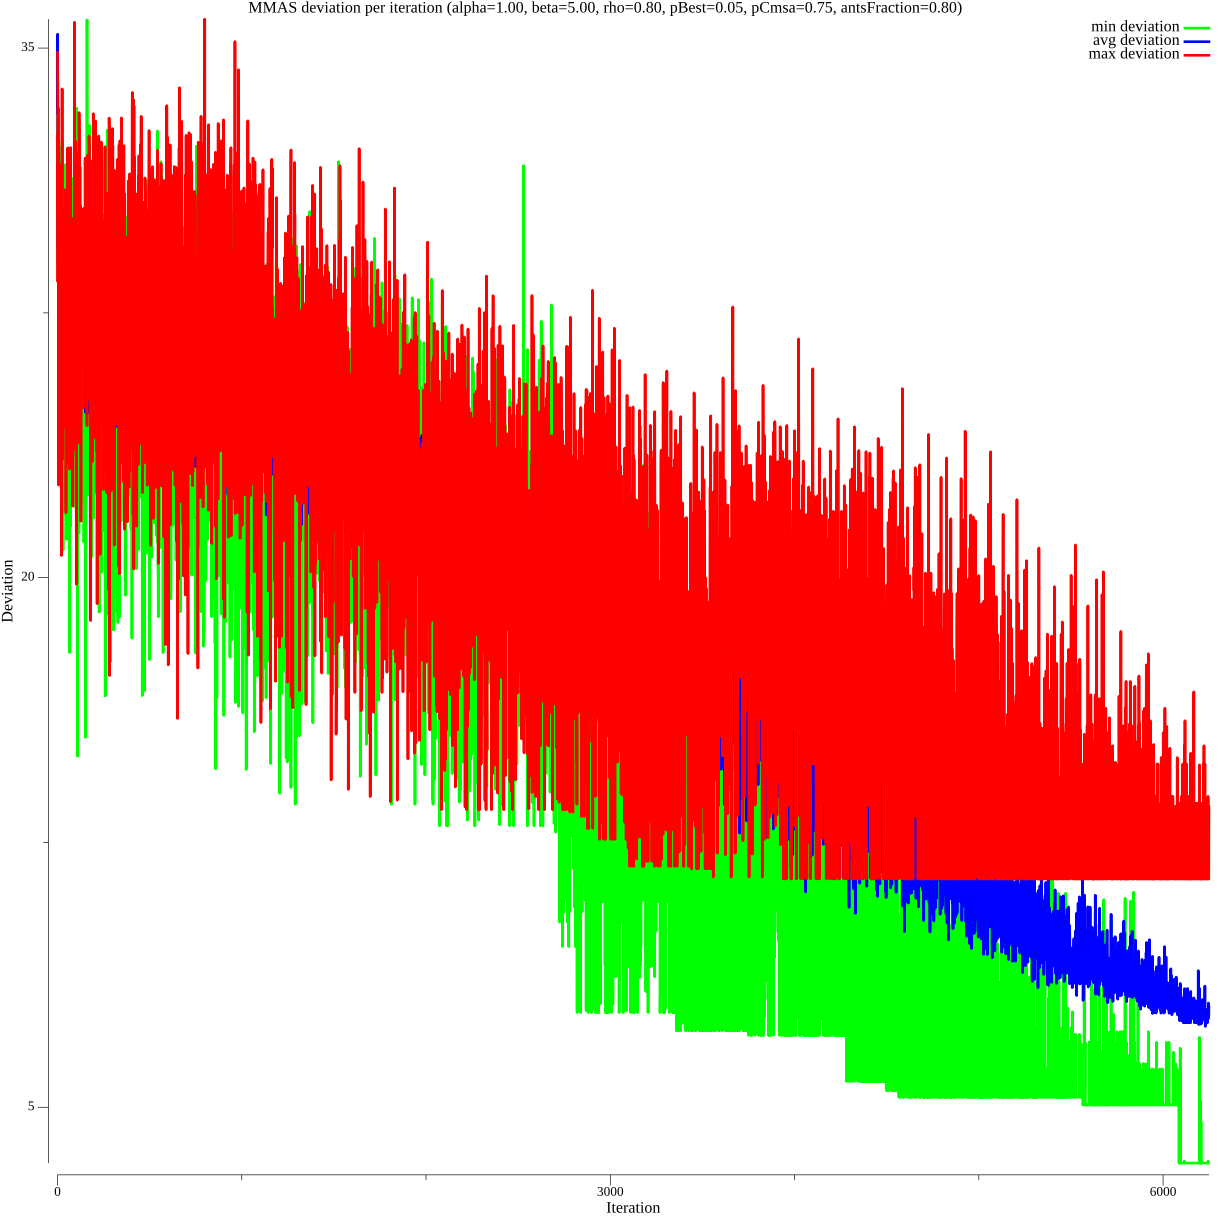 MMAS deviation per iteration (alpha=1.00, beta=5.00, rho=0.80, pBest=0.05, pCmsa=0.75, antsFraction=0.80)
min deviation
avg deviation
max deviation
35
20
5
Deviation
0
3000
6000
Iteration